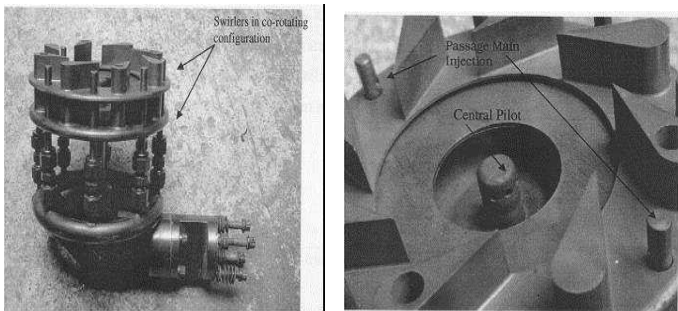 Swirlers in co-rotating
configuration
Passage Main
Injection
Central Pilot